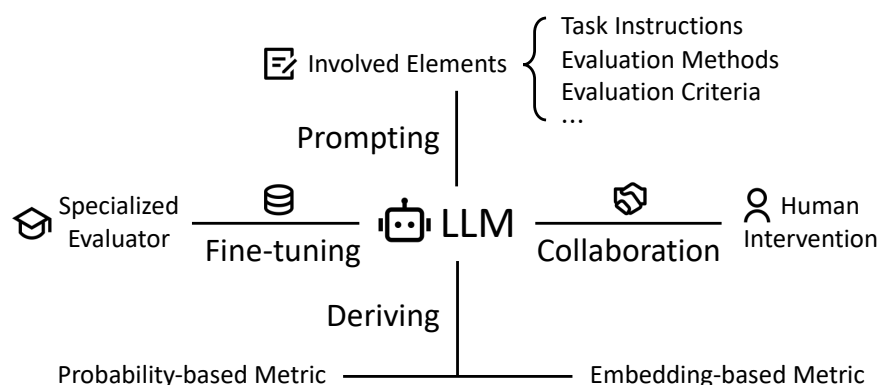 Task Instructions
Involved Elements
Evaluation Methods
Evaluation Criteria
...
Prompting
Specialized
Evaluator
Fine-tuning
LLM
Collaboration
Human
Intervention
Deriving
Probability-based Metric
Embedding-based Metric